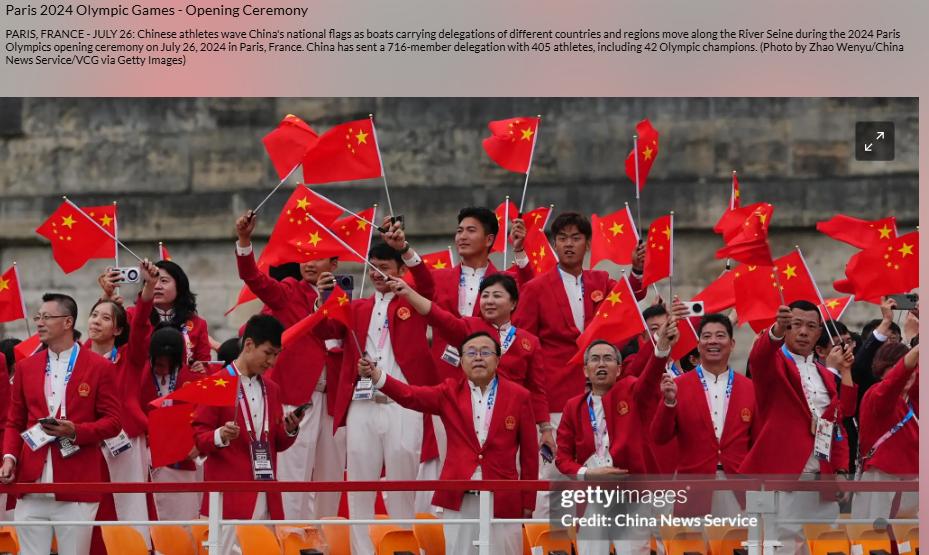 Paris 2024 Olympic Games - Opening Ceremony
PARIS, FRANCE - JULY 26: Chinese athletes wave China's national flags as boats carrying delegations of different countries and regions move along the River Seine during the 2024 Paris
Olympics opening ceremony on July 26, 2024 in Paris, France. China has sent a 716-member delegation with 405 athletes, including 42 Olympic champions. (Photo by Zhao Wenyu/China
News Service/VCG via Getty Images)
gettyimages®
Credit: China News Service